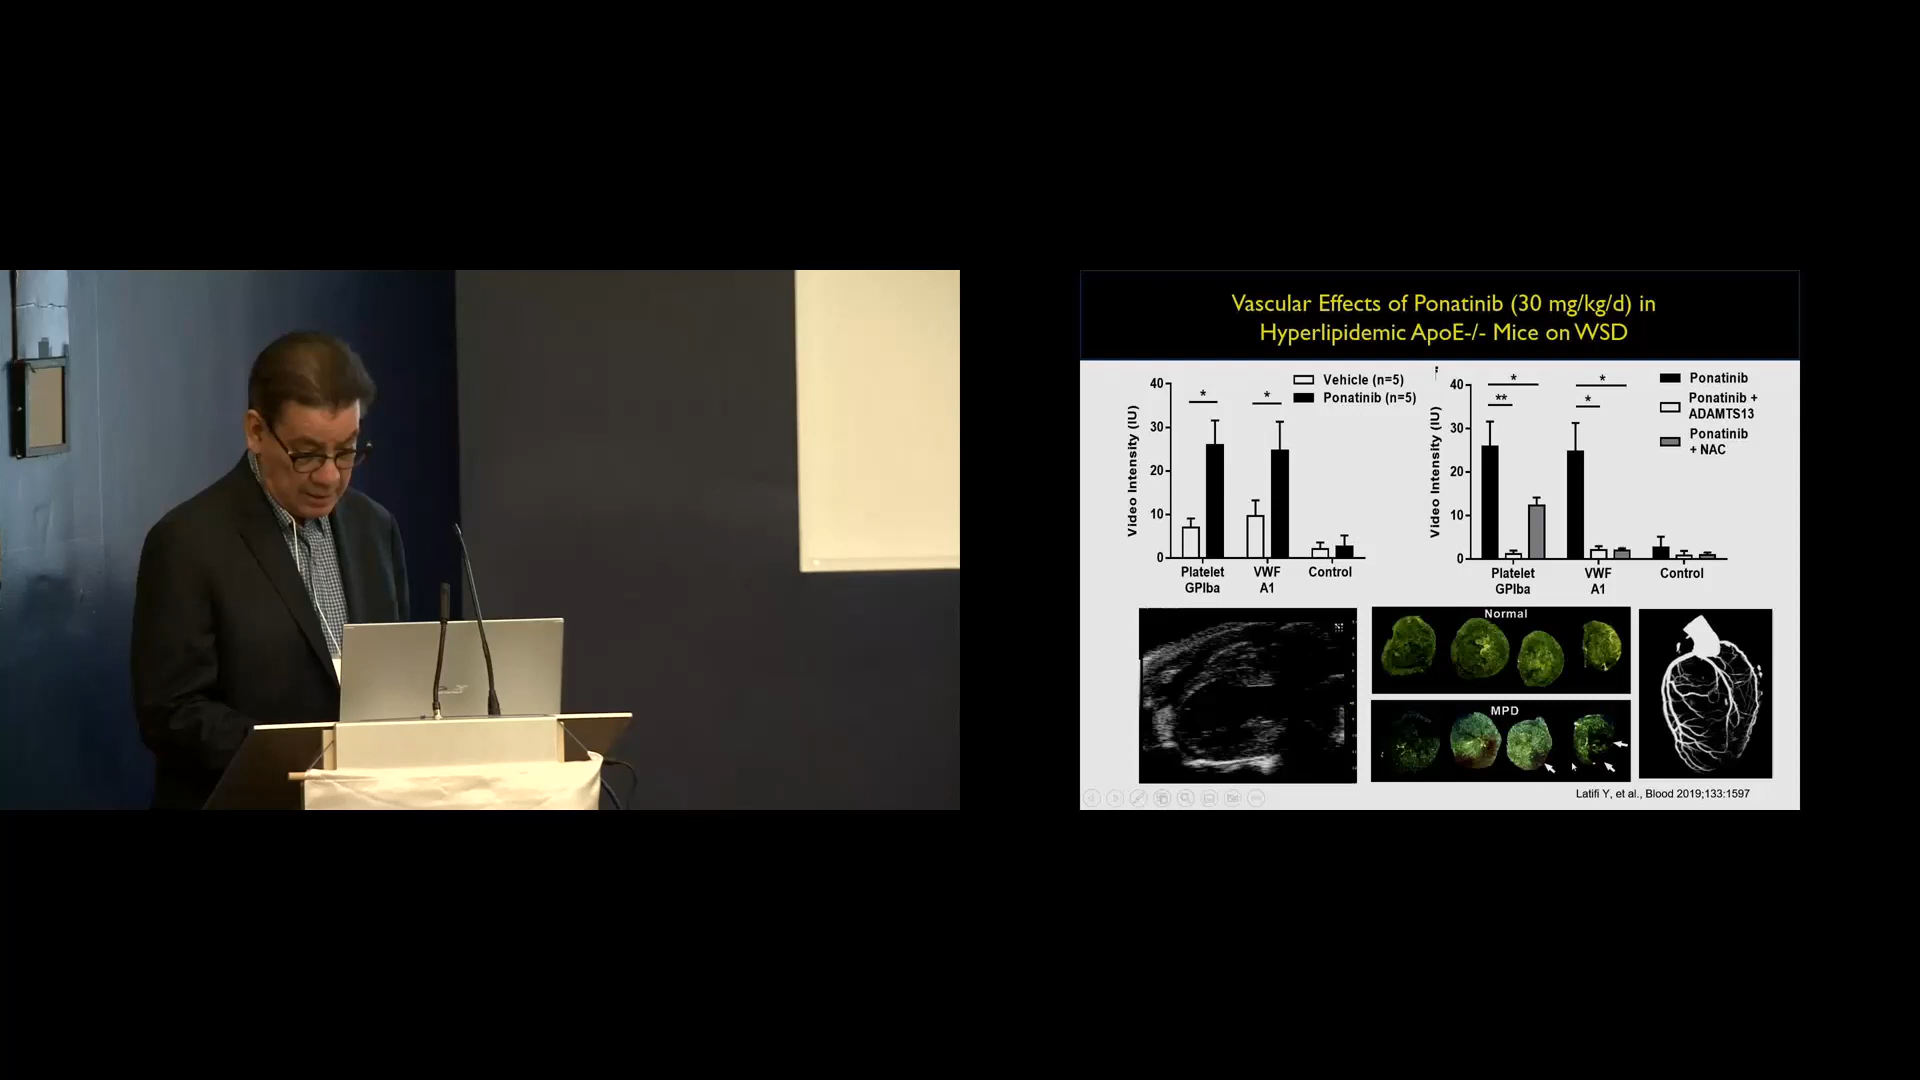 Vascular Effects of Ponatinib (30 mg/kg/d) in
Hyperlipidemic ApoE-/- Mice on WSD
Video Intensity (IU)
40
30
20
10
0
*
*
Vehicle (n=5)
Ponatinib (n=5)
Platelet
GPIba
VWF
A1
Control
Video Intensity (IU)
40
30
20
10
0
*
**
*
*
Ponatinib
Ponatinib +
ADAMTS13
Ponatinib
+ NAC
Platelet
GPIba
VWF
A1
Control
Normal
MPD
Latifi Y, et al., Blood 2019;133:1597